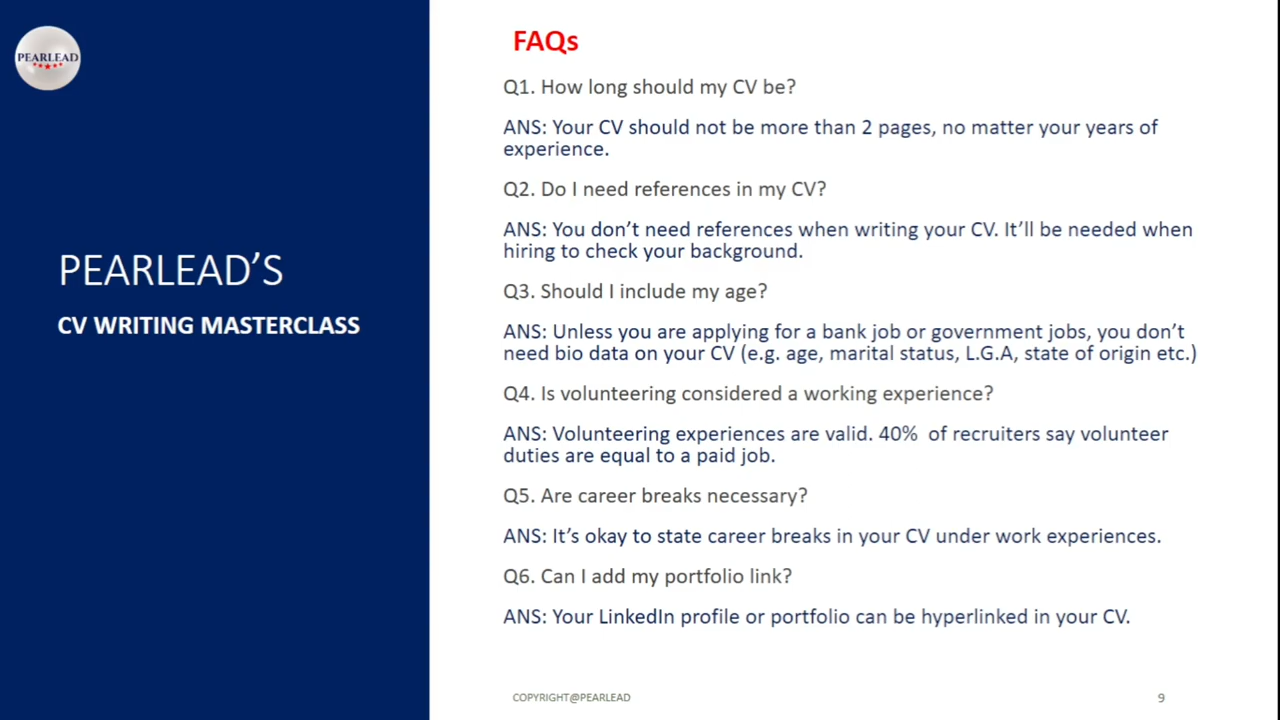 PEARLEAD
PEARLEAD’S
CV WRITING MASTERCLASS
FAQs
Q1. How long should my CV be?
ANS: Your CV should not be more than 2 pages, no matter your years of
experience.
Q2. Do I need references in my CV?
ANS: You don’t need references when writing your CV. It’ll be needed when
hiring to check your background.
Q3. Should I include my age?
ANS: Unless you are applying for a bank job or government jobs, you don’t
need bio data on your CV (e.g. age, marital status, L.G.A, state of origin etc.)
Q4. Is volunteering considered a working experience?
ANS: Volunteering experiences are valid. 40%  of recruiters say volunteer
duties are equal to a paid job.
Q5. Are career breaks necessary?
ANS: It’s okay to state career breaks in your CV under work experiences.
Q6. Can I add my portfolio link?
ANS: Your LinkedIn profile or portfolio can be hyperlinked in your CV.
COPYRIGHT@PEARLEAD
9